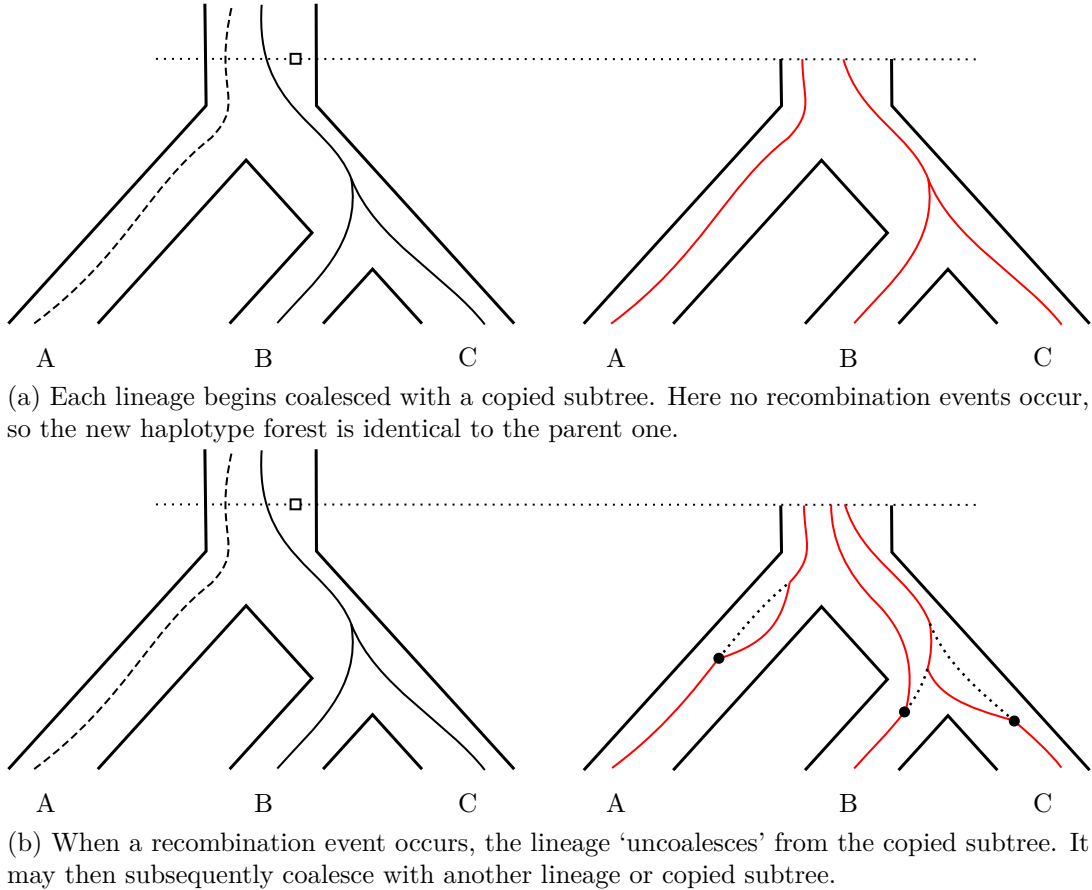 A B C A B C
(a) Each lineage begins coalesced with a copied subtree. Here no recombination events occur,
so the new haplotype forest is identical to the parent one.
A B C A B C
(b) When a recombination event occurs, the lineage ‘uncoalesces’ from the copied subtree. It
may then subsequently coalesce with another lineage or copied subtree.